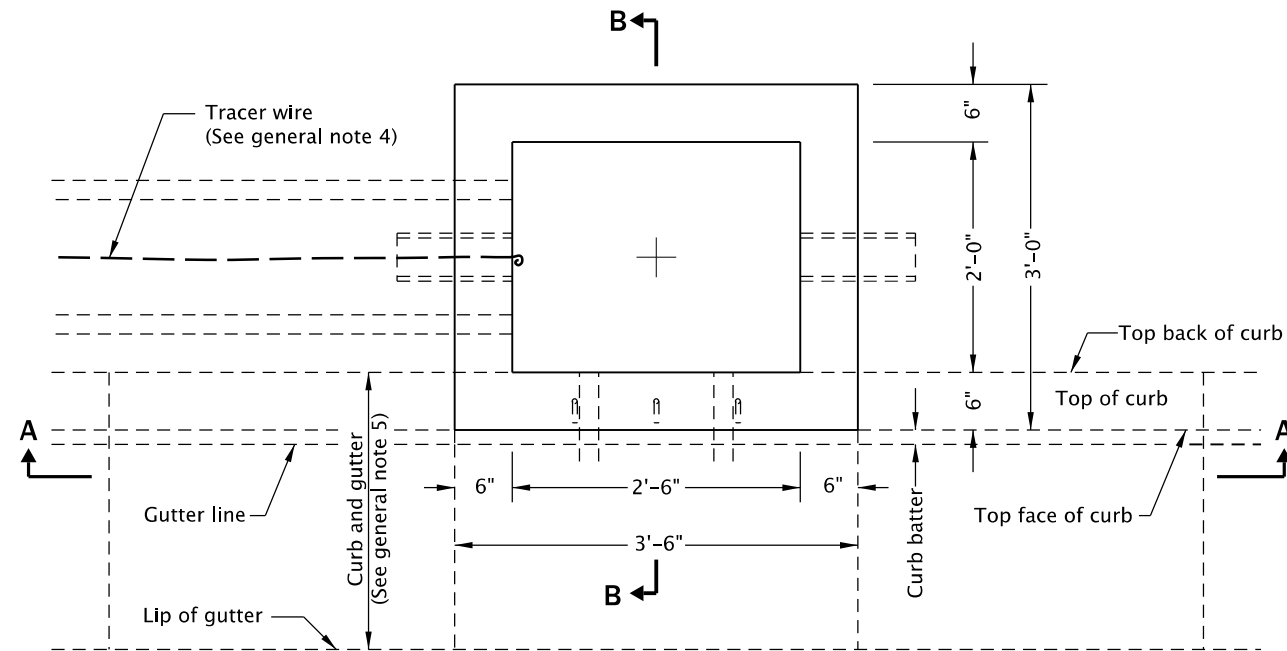 B
Tracer wire
(See general note 4)
6"
2'-0"
3'-0"
Top back of curb
6"
Top of curb
A
A
Curb and gutter
(See general note 5)
6"
2'-6"
6"
Gutter line
Curb batter
Top face of curb
3'-6"
B
Lip of gutter